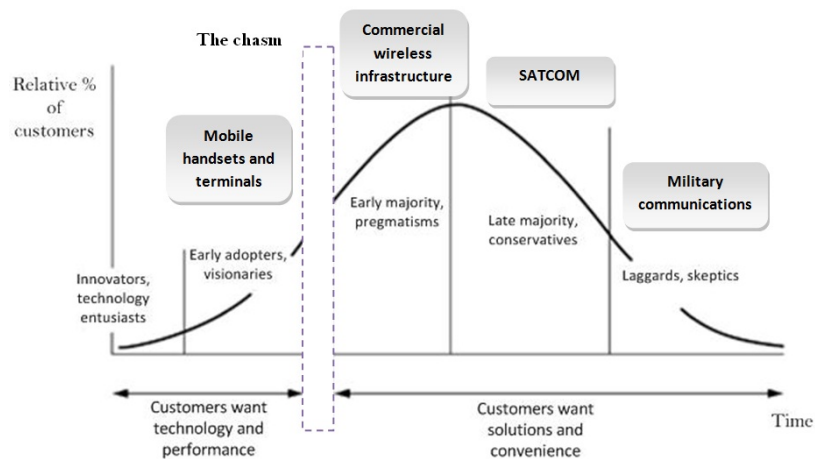 The chasm
Commercial
wireless
infrastructure
SATCOM
Relative %
of
customers
Mobile
handsets and
terminals
Military
communications
Early majority,
pregmatisms
Late majority,
conservatives
Early adopters,
visionaries
Innovators,
technology
entusiasts
Laggards, skeptics
Customers want
technology and
performance
Customers want
solutions and
convenience
Time